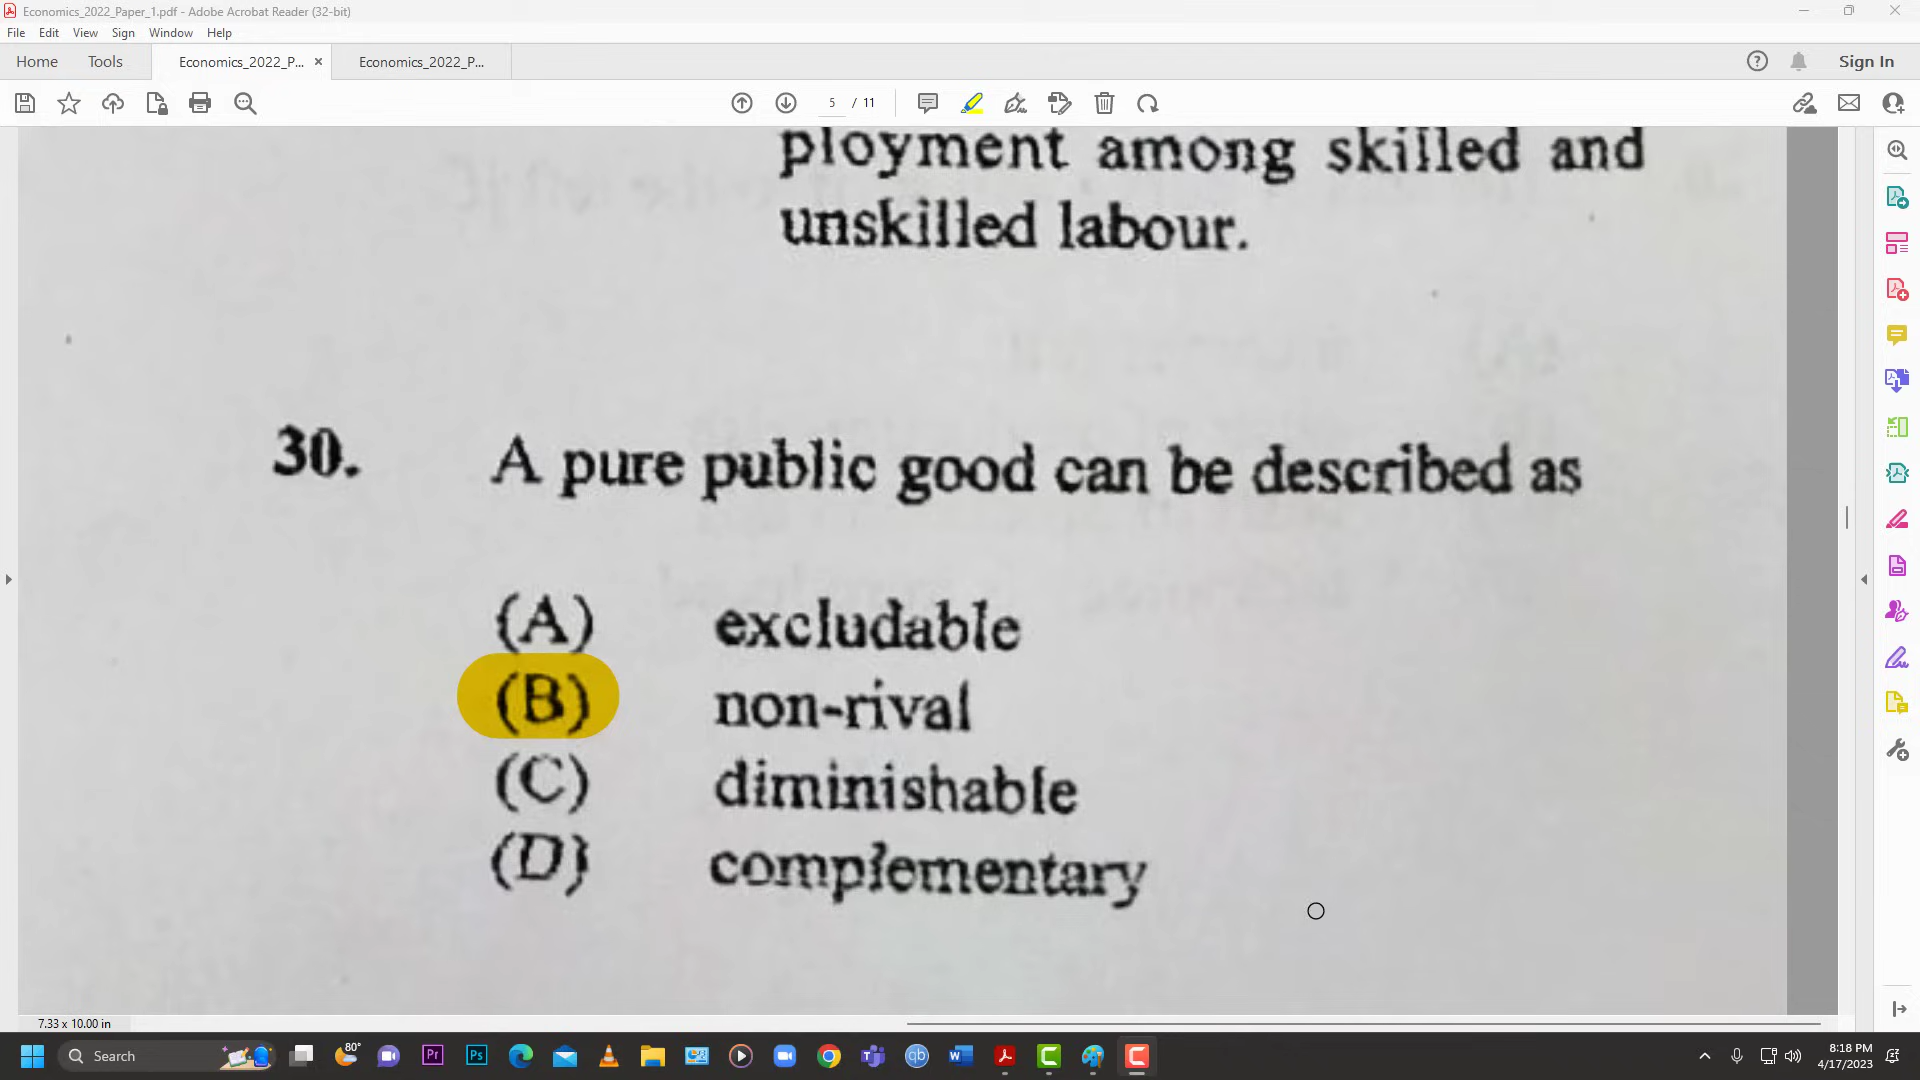 Economics_2022_Paper_1.pdf - Adobe Acrobat Reader (32-bit)
File Edit View Sign Window Help
Home Tools Economics_2022_P... × Economics_2022_P... Sign In
5 / 11
ployment among skilled and
unskilled labour.
30. A pure public good can be described as
(A) excludable
(B) non-rival
(C) diminishable
(D) complementary
7.33 x 10.00 in
Search 80° 8:18 PM
4/17/2023